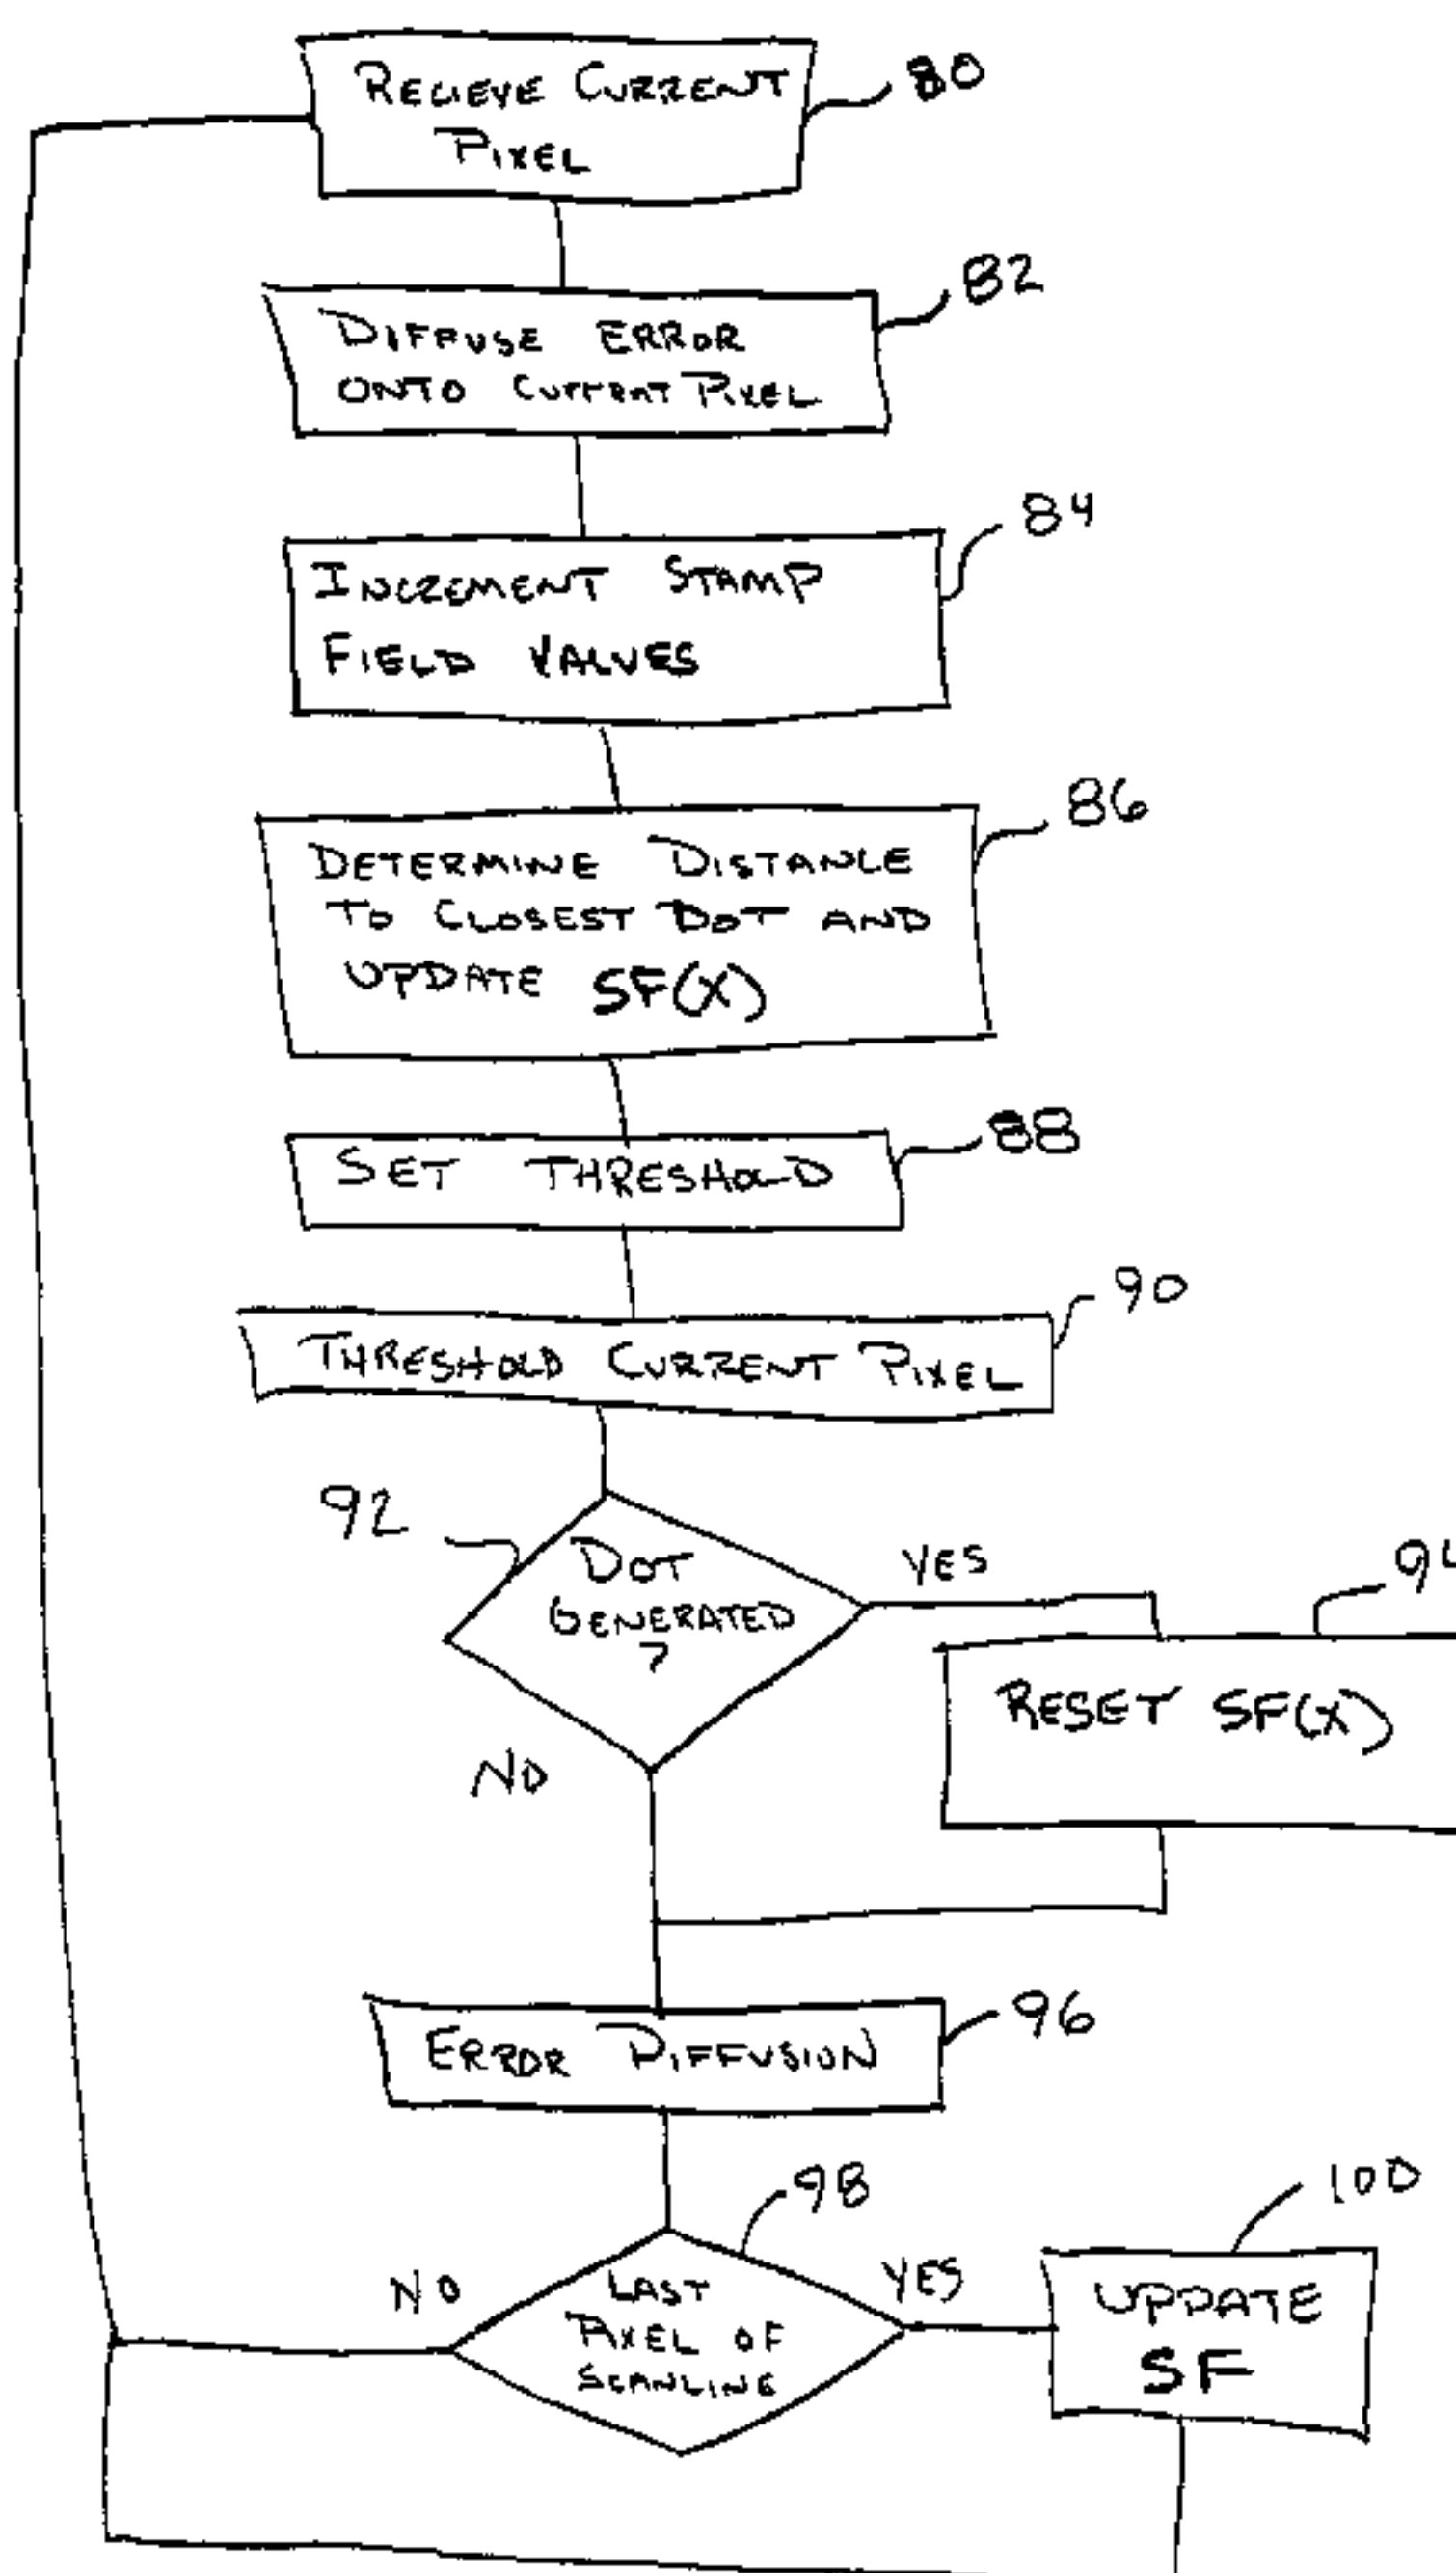 RECIEVE CURRENT
PIXEL
80
DIFFUSE ERROR
ONTO CURRENT PIXEL
82
INCREMENT STAMP
FIELD VALUES
84
DETERMINE DISTANCE
TO CLOSEST DOT AND
UPDATE SF(X)
86
SET THRESHOLD
88
THRESHOLD CURRENT PIXEL
90
92
DOT
GENERATED
?
YES
NO
94
RESET SF(X)
ERROR DIFFUSION
96
98
NO
LAST
PIXEL OF
SCANLINE
YES
100
UPDATE
SF